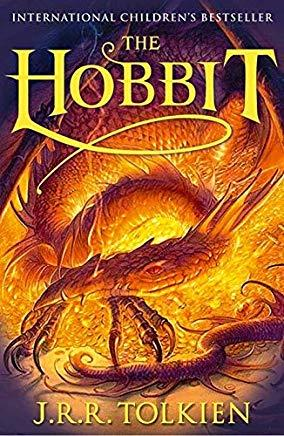 INTERNATIONAL CHILDREN'S BESTSELLER
THE
HOBBIT
J.R.R. TOLKIEN